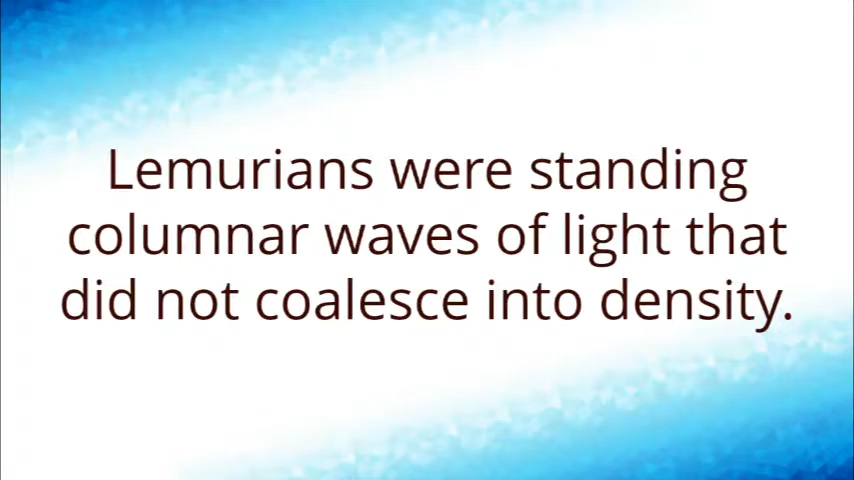 Lemurians were standing
columnar waves of light that
did not coalesce into density.